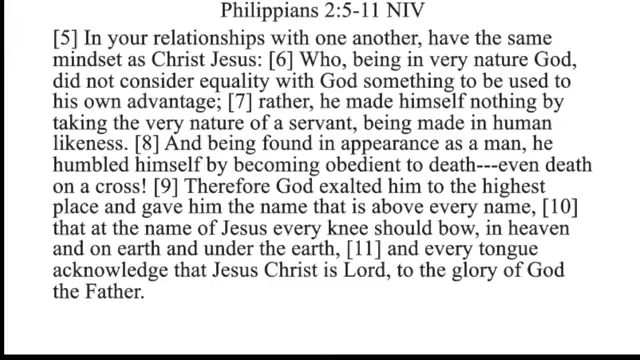 Philippians 2:5-11 NIV
[5] In your relationships with one another, have the same
mindset as Christ Jesus: [6] Who, being in very nature God,
did not consider equality with God something to be used to
his own advantage; [7] rather, he made himself nothing by
taking the very nature of a servant, being made in human
likeness. [8] And being found in appearance as a man, he
humbled himself by becoming obedient to death---even death
on a cross! [9] Therefore God exalted him to the highest
place and gave him the name that is above every name, [10]
that at the name of Jesus every knee should bow, in heaven
and on earth and under the earth, [11] and every tongue
acknowledge that Jesus Christ is Lord, to the glory of God
the Father.